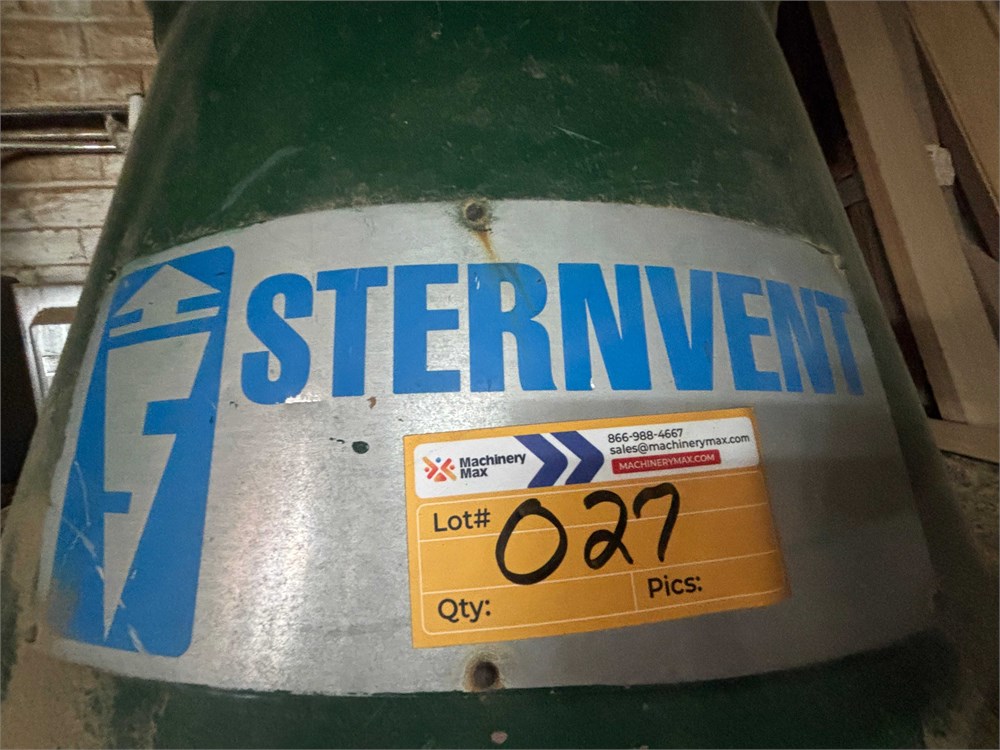 STERNVENT
Machinery
Max
866-988-4667
sales@machinerymax.com
MACHINERYMAX.COM
Lot# 027
Qty:
Pics: